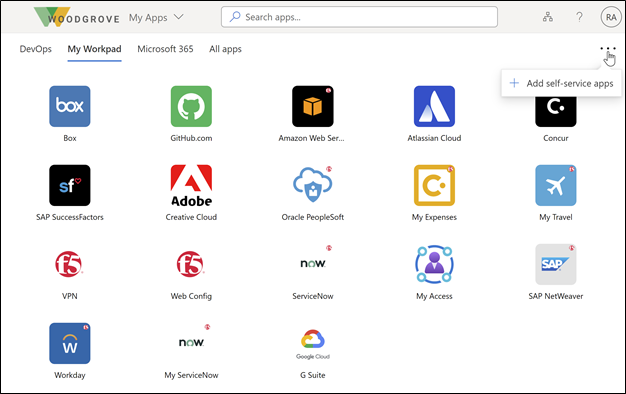 WOODGROVE My Apps Search apps... ? RA
DevOps My Workpad Microsoft 365 All apps ...
+ Add self-service apps
box
Box GitHub.com Amazon Web Ser... Atlassian Cloud Concur
sf Adobe
SAP SuccessFactors Creative Cloud Oracle PeopleSoft My Expenses My Travel
f5 f5 now SAP
VPN Web Config ServiceNow My Access SAP NetWeaver
w now Google Cloud
Workday My ServiceNow G Suite